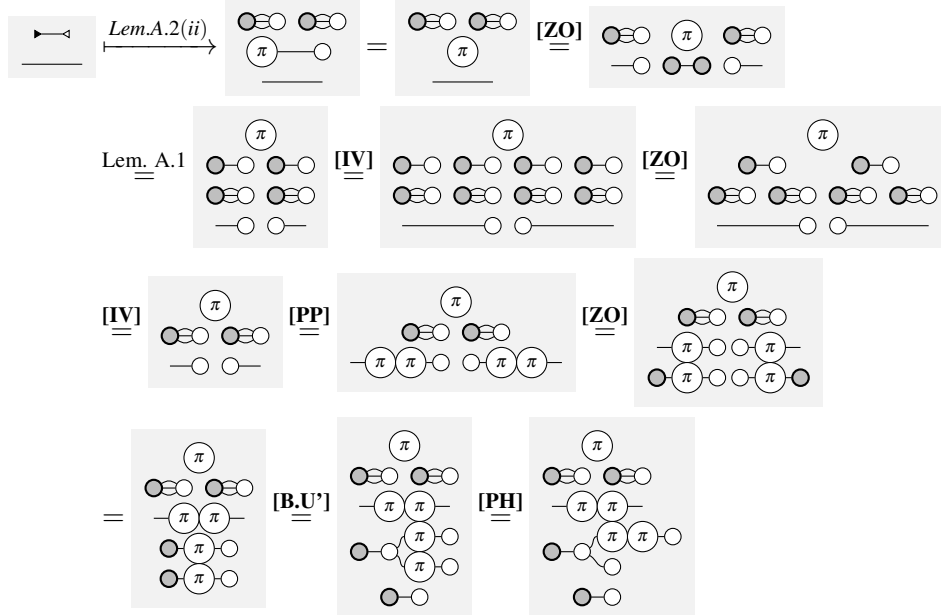 Lem.A.2(ii) π = π [ZO] = π
Lem. A.1 = π [IV] = π [ZO] = π
[IV] = π [PP] = π π π π π [ZO] = π π π π π
= π π π π π [B.U'] = π π π π π [PH] = π π π π π